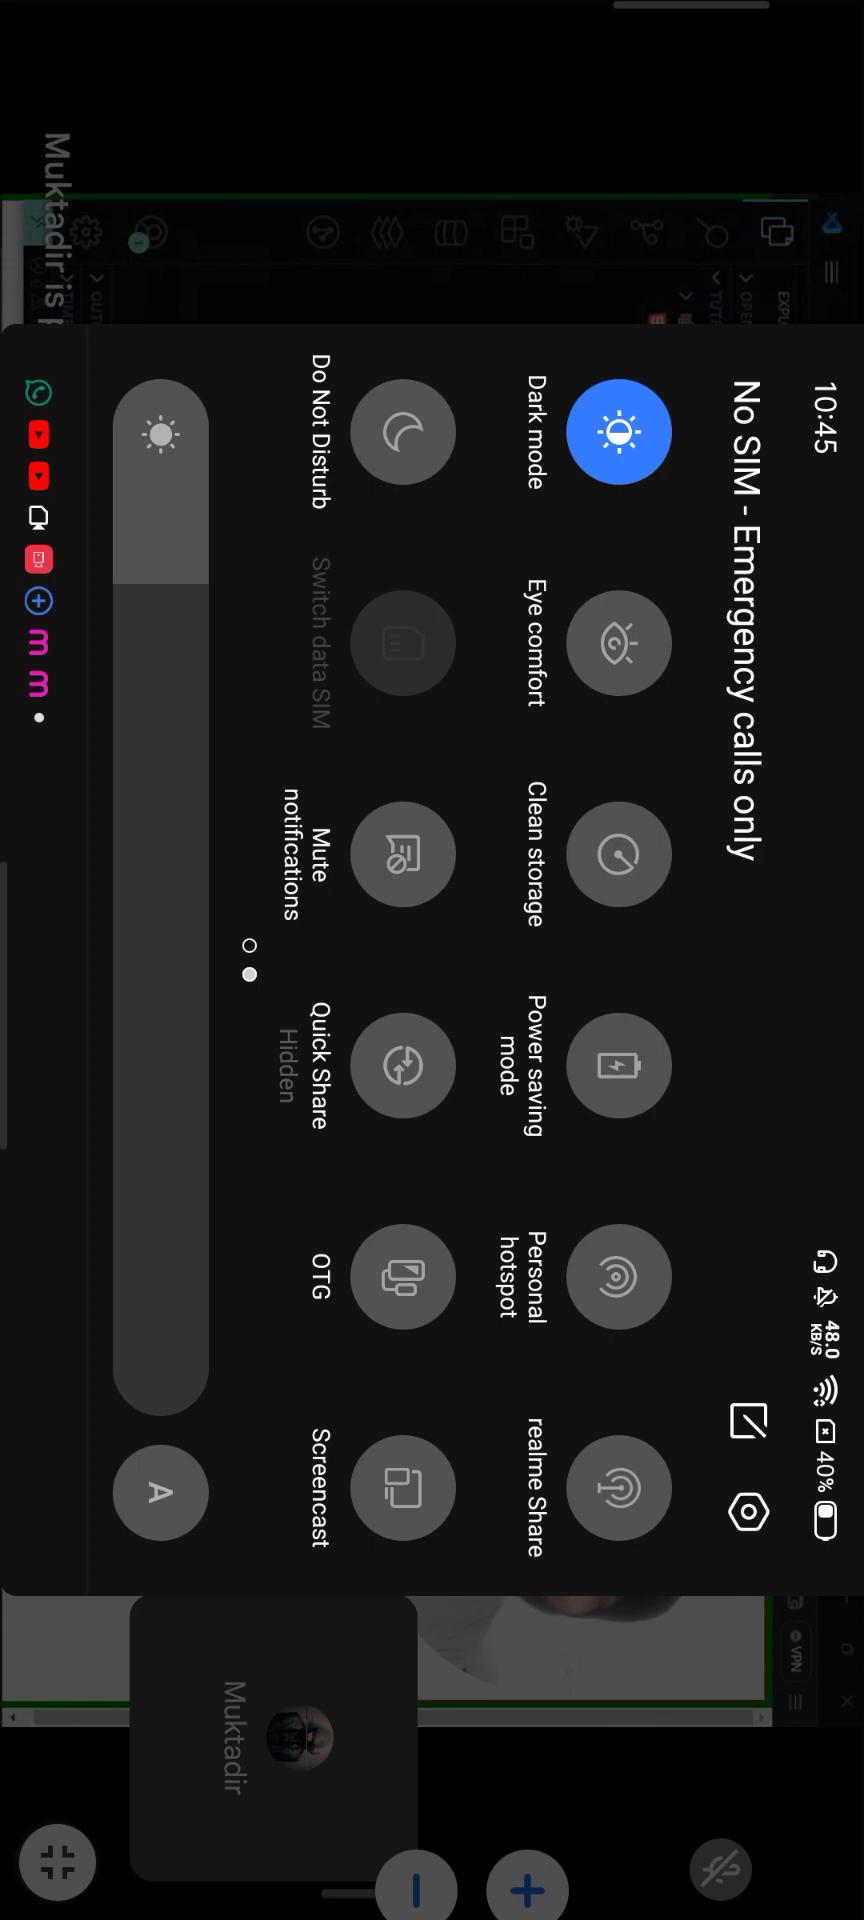 10:45
48.0
KB/S
40%
No SIM - Emergency calls only
Dark mode
Eye comfort
Clean storage
Power saving
mode
Personal
hotspot
realme Share
Do Not Disturb
Switch data SIM
Mute
notifications
Quick Share
Hidden
OTG
Screencast
A
m
m
VPN
Muktadir
Muktadir is